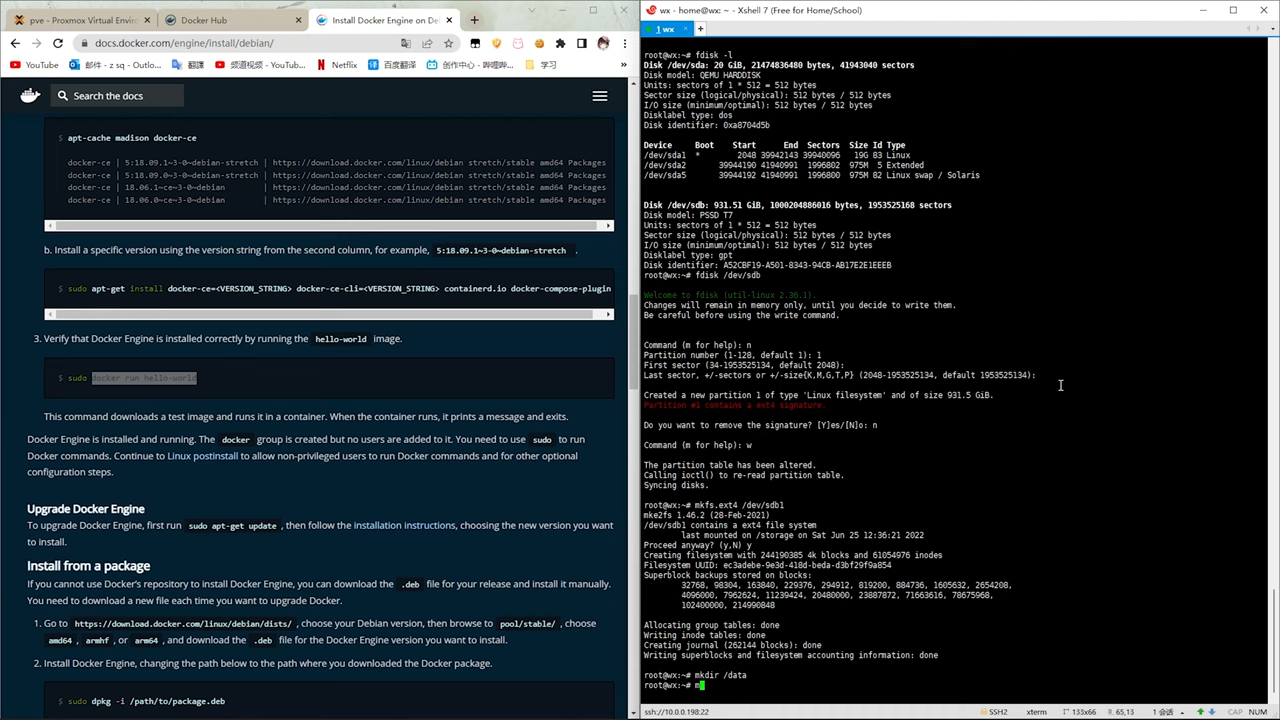 pve - Proxmox Virtual Enviro
Docker Hub
Install Docker Engine on De
docs.docker.com/engine/install/debian/
YouTube
邮件 - z sq - Outlo...
翻譯
频道视频 - YouTub...
Netflix
百度翻译
创作中心 - 哔哩哔...
学习
»
rch the docs
$ apt-cache madison docker-ce
docker-ce | 5:18.09.1~3-0~debian-stretch | https://download.docker.com/linux/debian stretch/stable amd64 Packages
docker-ce | 5:18.09.0~3-0~debian-stretch | https://download.docker.com/linux/debian stretch/stable amd64 Packages
docker-ce | 18.06.1~ce~3-0~debian | https://download.docker.com/linux/debian stretch/stable amd64 Packages
docker-ce | 18.06.0~ce~3-0~debian | https://download.docker.com/linux/debian stretch/stable amd64 Packages
b. Install a specific version using the version string from the second column, for example, 5:18.09.1~3-0~debian-stretch .
$ sudo apt-get install docker-ce=<VERSION_STRING> docker-ce-cli=<VERSION_STRING> containerd.io docker-compose-plugin
3. Verify that Docker Engine is installed correctly by running the hello-world image.
$ sudo docker run hello-world
This command downloads a test image and runs it in a container. When the container runs, it prints a message and exits.
Docker Engine is installed and running. The docker group is created but no users are added to it. You need to use sudo to run
Docker commands. Continue to Linux postinstall to allow non-privileged users to run Docker commands and for other optional
configuration steps.
Upgrade Docker Engine
To upgrade Docker Engine, first run sudo apt-get update , then follow the installation instructions, choosing the new version you want
to install.
Install from a package
If you cannot use Docker's repository to install Docker Engine, you can download the .deb file for your release and install it manually.
You need to download a new file each time you want to upgrade Docker.
1. Go to https://download.docker.com/linux/debian/dists/ , choose your Debian version, then browse to pool/stable/ , choose
amd64 , armhf , or arm64 , and download the .deb file for the Docker Engine version you want to install.
2. Install Docker Engine, changing the path below to the path where you downloaded the Docker package.
$ sudo dpkg -i /path/to/package.deb
wx - root@wx: ~ - Xshell 7 (Free for Home/School)
1 wx
root@wx:~# fdisk -l
Disk /dev/sda: 20 GiB, 21474836480 bytes, 41943040 sectors
Disk model: QEMU HARDDISK
Units: sectors of 1 * 512 = 512 bytes
Sector size (logical/physical): 512 bytes / 512 bytes
I/O size (minimum/optimal): 512 bytes / 512 bytes
Disklabel type: dos
Disk identifier: 0xa8704d5b
Device Boot Start End Sectors Size Id Type
/dev/sda1 * 2048 39942143 39940096 19G 83 Linux
/dev/sda2 39944190 41940991 1996802 975M 5 Extended
/dev/sda5 39944192 41940991 1996800 975M 82 Linux swap / Solaris
Disk /dev/sdb: 931.51 GiB, 1000204886016 bytes, 1953525168 sectors
Disk model: PSSD T7
Units: sectors of 1 * 512 = 512 bytes
Sector size (logical/physical): 512 bytes / 512 bytes
I/O size (minimum/optimal): 512 bytes / 512 bytes
Disklabel type: gpt
Disk identifier: A52CBF19-A501-8343-94CB-AB17E2E1EEEB
root@wx:~# fdisk /dev/sdb
Welcome to fdisk (util-linux 2.36.1).
Changes will remain in memory only, until you decide to write them.
Be careful before using the write command.
Command (m for help): n
Partition number (1-128, default 1): 1
First sector (34-1953525134, default 2048):
Last sector, +/-sectors or +/-size{K,M,G,T,P} (2048-1953525134, default 1953525134):
Created a new partition 1 of type 'Linux filesystem' and of size 931.5 GiB.
Partition #1 contains a ext4 signature.
Do you want to remove the signature? [Y]es/[N]o: n
Command (m for help): w
The partition table has been altered.
Calling ioctl() to re-read partition table.
Syncing disks.
root@wx:~# mkfs.ext4 /dev/sdb1
mke2fs 1.46.2 (28-Feb-2021)
/dev/sdb1 contains a ext4 file system
last mounted on /storage on Sat Jun 25 12:36:21 2022
Proceed anyway? (y,N) y
Creating filesystem with 244190385 4k blocks and 61054976 inodes
Filesystem UUID: ec3adebe-9e3d-418d-beda-d3bf29f9a854
Superblock backups stored on blocks:
32768, 98304, 163840, 229376, 294912, 819200, 884736, 1605632, 2654208,
4096000, 7962624, 11239424, 20480000, 23887872, 71663616, 78675968,
102400000, 214990848
Allocating group tables: done
Writing inode tables: done
Creating journal (262144 blocks): done
Writing superblocks and filesystem accounting information: done
root@wx:~# mkdir /data
root@wx:~# m
ssh://10.0.0.198:22
SSH2
xterm
133x66
65,13
1 会话
CAP
NUM